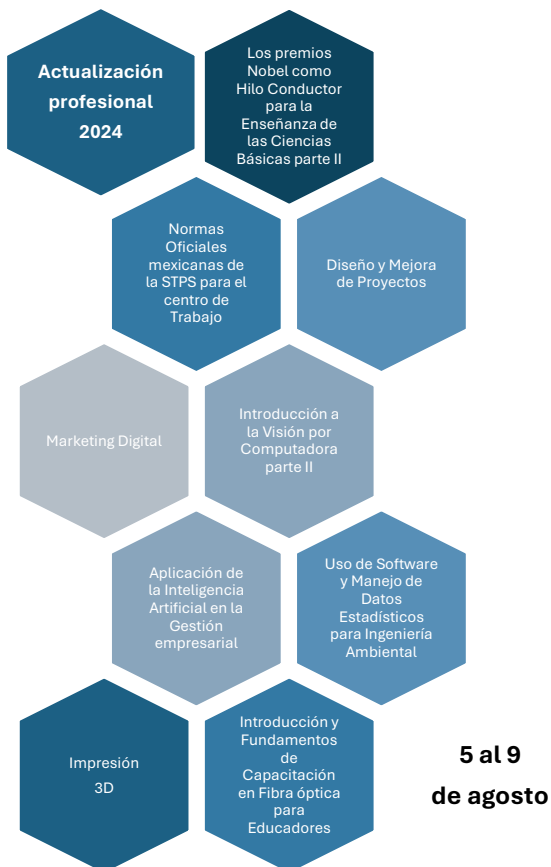 Actualización
profesional
2024
Los premios
Nobel como
Hilo Conductor
para la
Enseñanza de
las Ciencias
Básicas parte II
Normas
Oficiales
mexicanas de
la STPS para el
centro de
Trabajo
Diseño y Mejora
de Proyectos
Marketing Digital
Introducción a
la Visión por
Computadora
parte II
Aplicación de
la Inteligencia
Artificial en la
Gestión
empresarial
Uso de Software
y Manejo de
Datos
Estadísticos
para Ingeniería
Ambiental
Impresión
3D
Introducción y
Fundamentos
de
Capacitación
en Fibra óptica
para
Educadores
5 al 9
de agosto